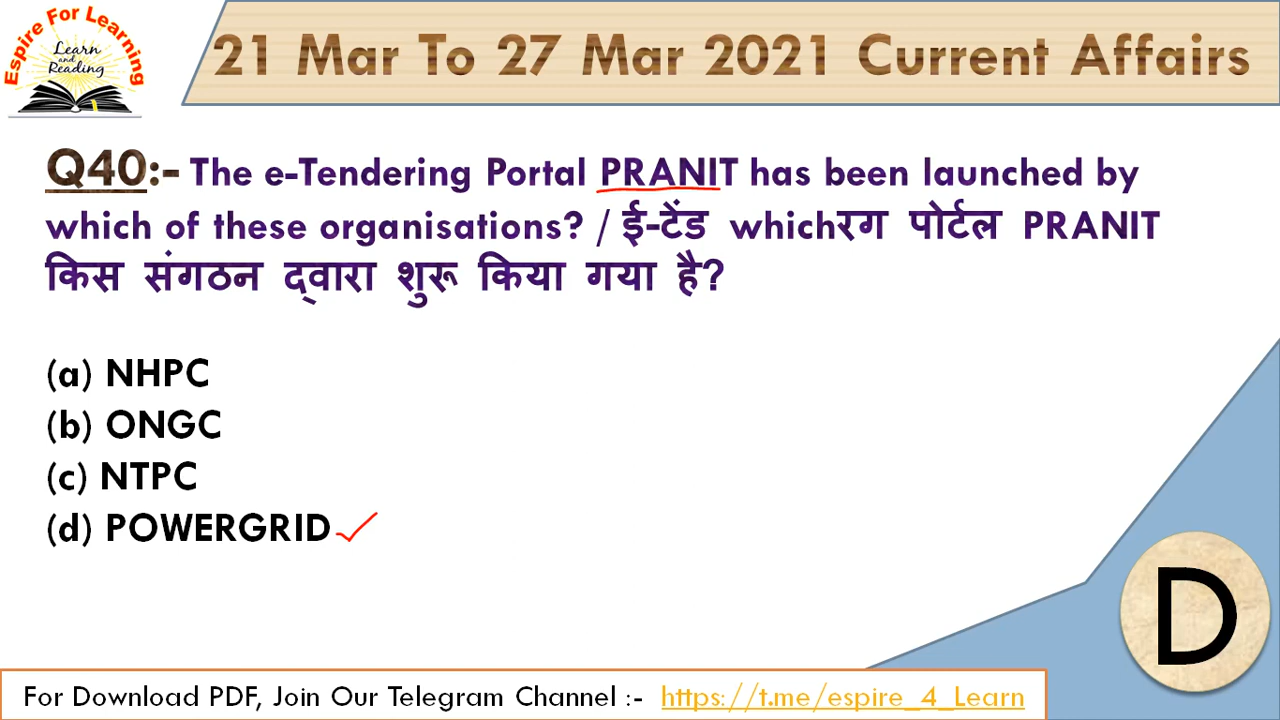 Espire For Learning
Learn
and
Reading
21 Mar To 27 Mar 2021 Current Affairs
Q40:- The e-Tendering Portal PRANIT has been launched by
which of these organisations? / ई-टेंड whichरग पोर्टल PRANIT
किस संगठन द्वारा शुरू किया गया है?
(a) NHPC
(b) ONGC
(c) NTPC
(d) POWERGRID
D
For Download PDF, Join Our Telegram Channel :- https://t.me/espire_4_Learn